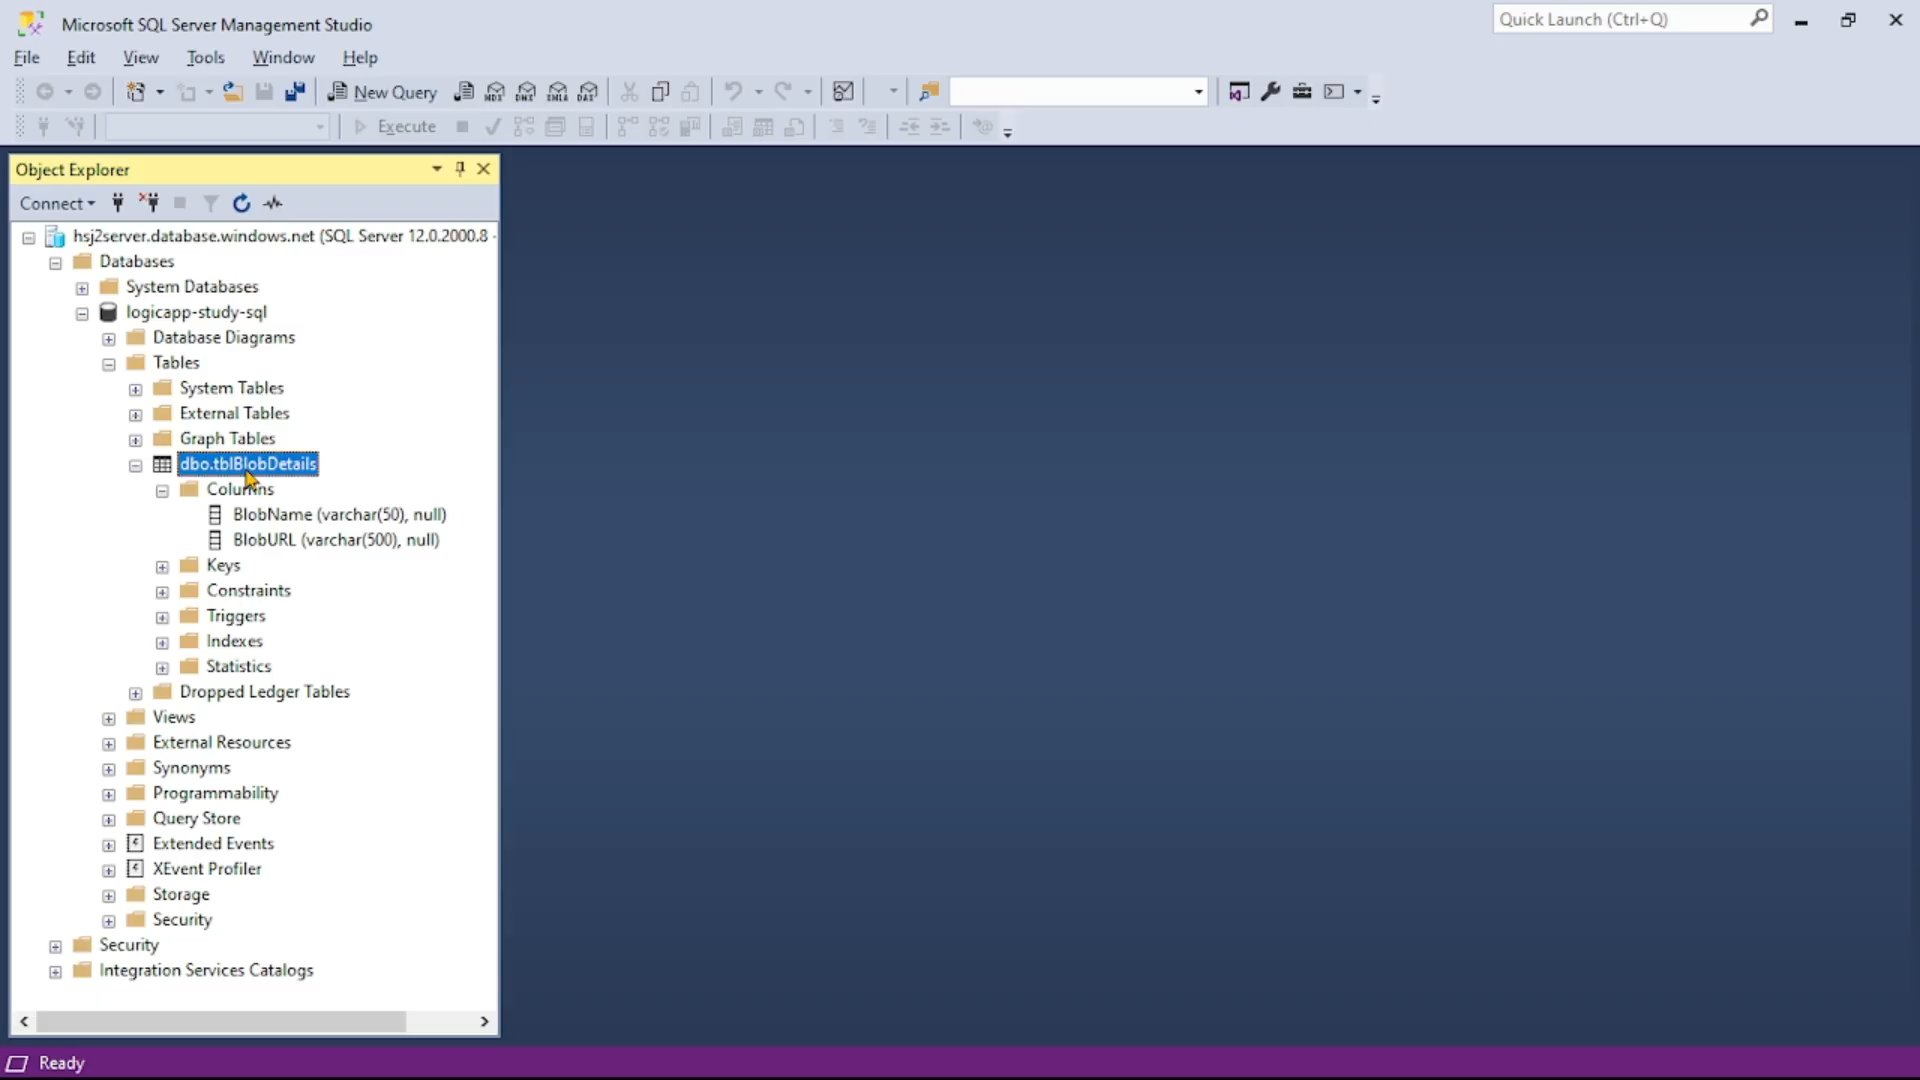 Microsoft SQL Server Management Studio
Quick Launch (Ctrl+Q)
File Edit View Tools Window Help
New Query MDX DMX XMLA DAX
Execute
Object Explorer
Connect
hsj2server.database.windows.net (SQL Server 12.0.2000.8 -
Databases
System Databases
logicapp-study-sql
Database Diagrams
Tables
System Tables
External Tables
Graph Tables
dbo.tblBlobDetails
Columns
BlobName (varchar(50), null)
BlobURL (varchar(500), null)
Keys
Constraints
Triggers
Indexes
Statistics
Dropped Ledger Tables
Views
External Resources
Synonyms
Programmability
Query Store
Extended Events
XEvent Profiler
Storage
Security
Security
Integration Services Catalogs
Ready